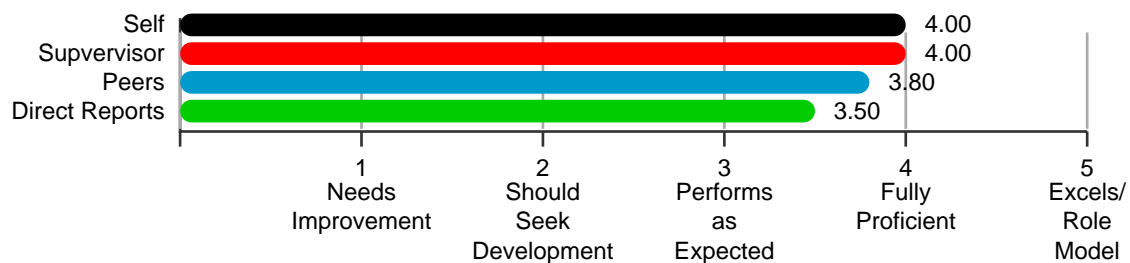 Self 4.00
Supvervisor 4.00
Peers 3.80
Direct Reports 3.50
1 2 3 4 5
Needs Should Performs Fully Excels/
Improvement Seek as Proficient Role
Development Expected Model